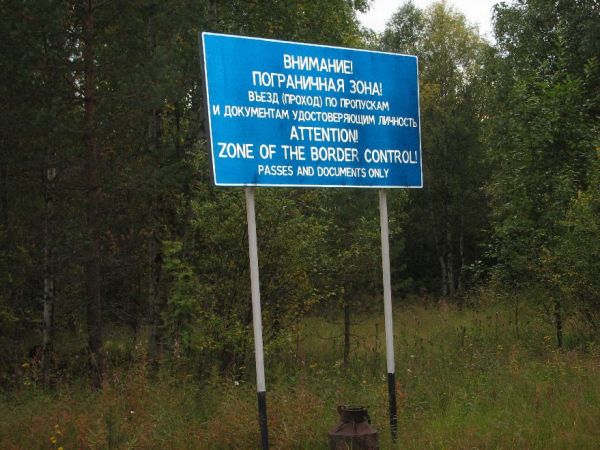 ВНИМАНИЕ!
ПОГРАНИЧНАЯ ЗОНА!
ВЪЕЗД (ПРОХОД) ПО ПРОПУСКАМ
И ДОКУМЕНТАМ УДОСТОВЕРЯЮЩИМ ЛИЧНОСТЬ
ATTENTION!
ZONE OF THE BORDER CONTROL!
PASSES AND DOCUMENTS ONLY